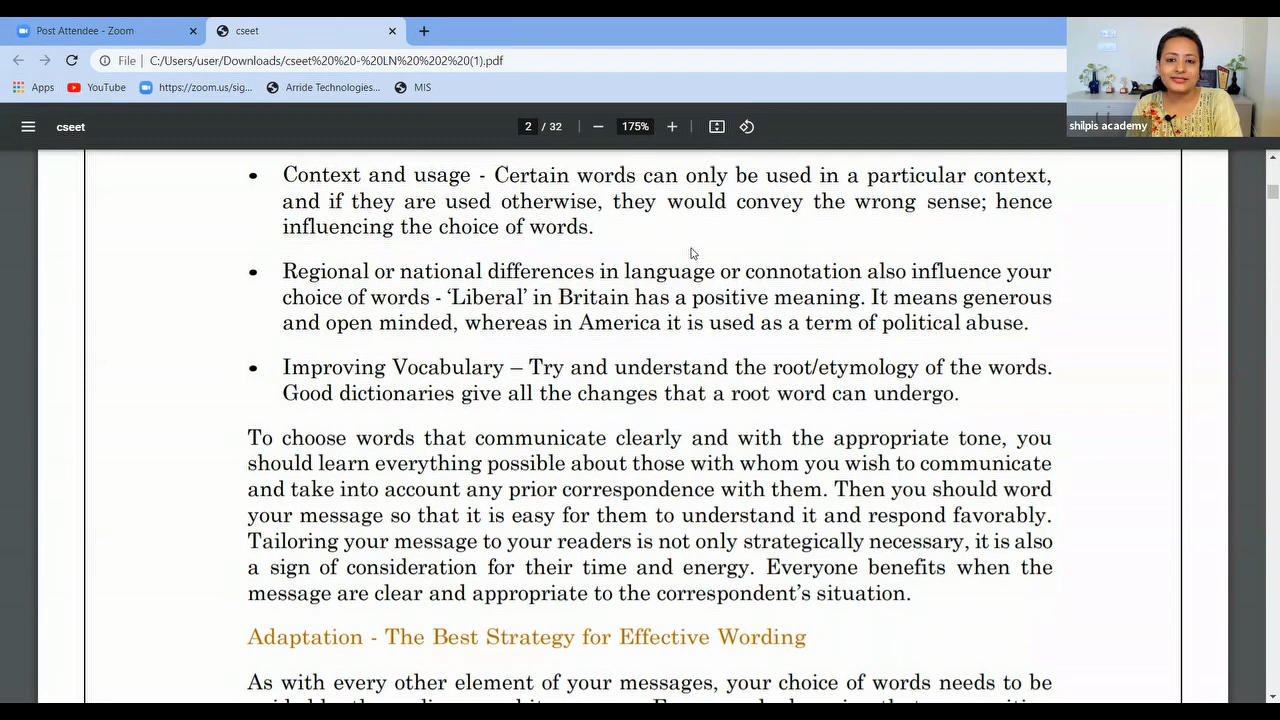 Post Attendee - Zoom
cseet
File
C:/Users/user/Downloads/cseet%20%20-%20LN%20%202%20(1).pdf
Apps
YouTube
https://zoom.us/sig...
Arride Technologies...
MIS
shilpis academy
cseet
2 / 32
175%
• Context and usage - Certain words can only be used in a particular context,
and if they are used otherwise, they would convey the wrong sense; hence
influencing the choice of words.
• Regional or national differences in language or connotation also influence your
choice of words - ‘Liberal’ in Britain has a positive meaning. It means generous
and open minded, whereas in America it is used as a term of political abuse.
• Improving Vocabulary – Try and understand the root/etymology of the words.
Good dictionaries give all the changes that a root word can undergo.
To choose words that communicate clearly and with the appropriate tone, you
should learn everything possible about those with whom you wish to communicate
and take into account any prior correspondence with them. Then you should word
your message so that it is easy for them to understand it and respond favorably.
Tailoring your message to your readers is not only strategically necessary, it is also
a sign of consideration for their time and energy. Everyone benefits when the
message are clear and appropriate to the correspondent’s situation.
Adaptation - The Best Strategy for Effective Wording
As with every other element of your messages, your choice of words needs to be